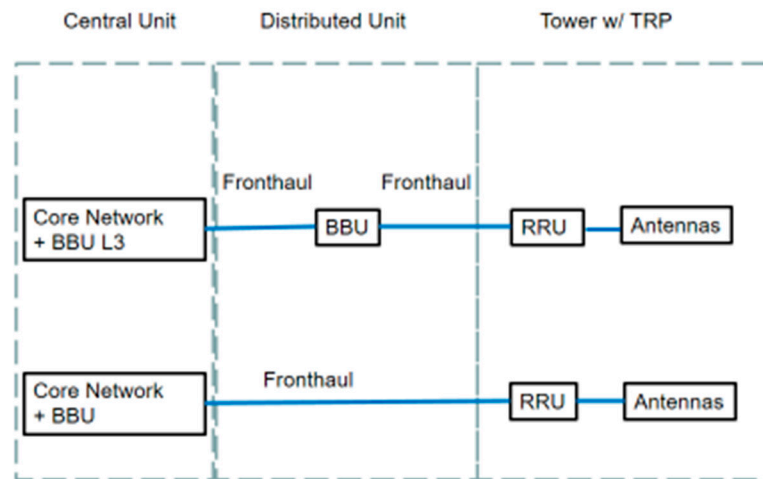 Central Unit
Distributed Unit
Tower w/ TRP
Fronthaul
Fronthaul
Core Network
+ BBU L3
BBU
RRU
Antennas
Fronthaul
Core Network
+ BBU
RRU
Antennas